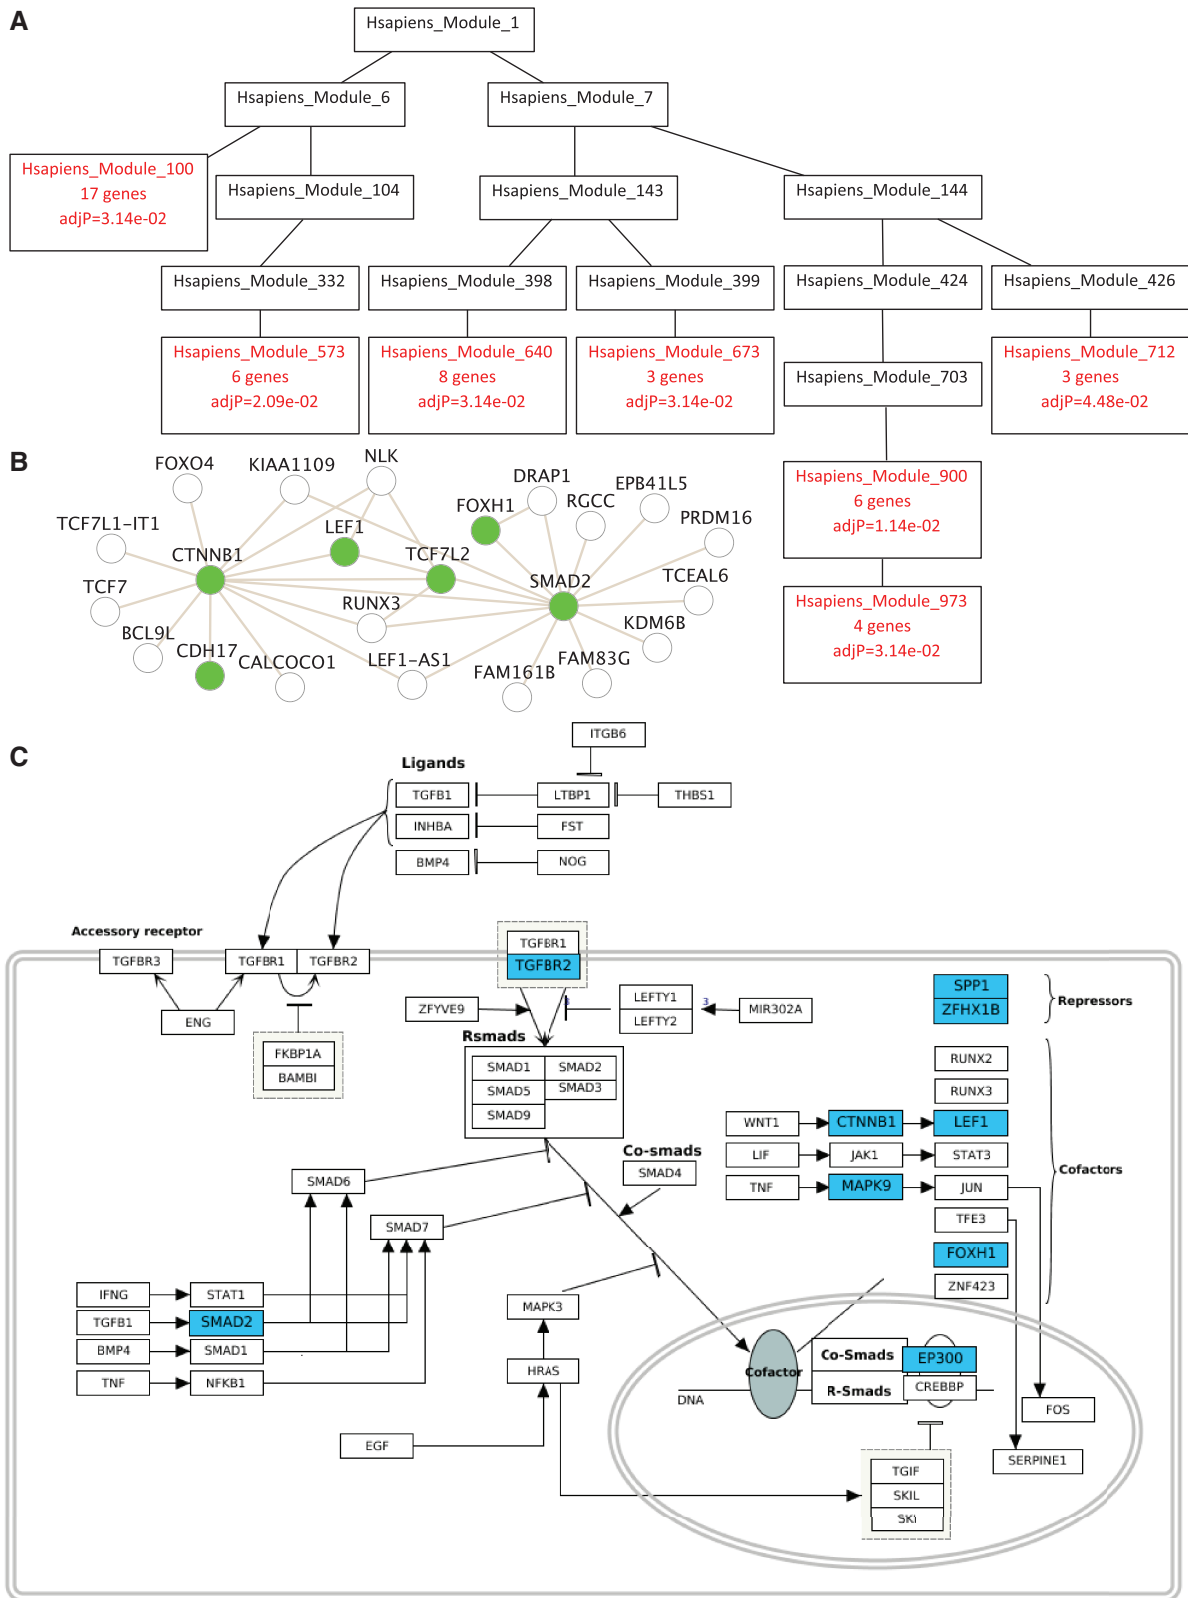 A
Hsapiens_Module_1
Hsapiens_Module_6
Hsapiens_Module_7
Hsapiens_Module_100
17 genes
adjP=3.14e-02
Hsapiens_Module_104
Hsapiens_Module_143
Hsapiens_Module_144
Hsapiens_Module_332
Hsapiens_Module_398
Hsapiens_Module_399
Hsapiens_Module_424
Hsapiens_Module_426
Hsapiens_Module_573
6 genes
adjP=2.09e-02
Hsapiens_Module_640
8 genes
adjP=3.14e-02
Hsapiens_Module_673
3 genes
adjP=3.14e-02
Hsapiens_Module_703
Hsapiens_Module_712
3 genes
adjP=4.48e-02
Hsapiens_Module_900
6 genes
adjP=1.14e-02
Hsapiens_Module_973
4 genes
adjP=3.14e-02
B
FOXO4
KIAA1109
NLK
DRAP1
EPB41L5
FOXH1
RGCC
PRDM16
TCF7L1-IT1
LEF1
CTNNB1
TCF7L2
SMAD2
TCEAL6
TCF7
RUNX3
KDM6B
BCL9L
CDH17
CALCOCO1
LEF1-AS1
FAM161B
FAM83G
C
ITGB6
Ligands
TGFB1
LTBP1
THBS1
INHBA
FST
BMP4
NOG
Accessory receptor
TGFBR3
TGFBR1
TGFBR2
TGFBR1
TGFBR2
ENG
FKBP1A
BAMBI
ZFYVE9
3
LEFTY1
LEFTY2
3
MIR302A
SPP1
ZFHX1B
Repressors
Rsmads
SMAD1
SMAD2
SMAD5
SMAD3
SMAD9
RUNX2
RUNX3
WNT1
CTNNB1
LEF1
LIF
JAK1
STAT3
TNF
MAPK9
JUN
TFE3
FOXH1
ZNF423
Cofactors
Co-smads
SMAD4
SMAD6
SMAD7
IFNG
STAT1
TGFB1
SMAD2
BMP4
SMAD1
TNF
NFKB1
MAPK3
HRAS
EGF
Cofactor
Co-Smads
R-Smads
EP300
CREBBP
DNA
FOS
SERPINE1
TGIF
SKIL
SKI